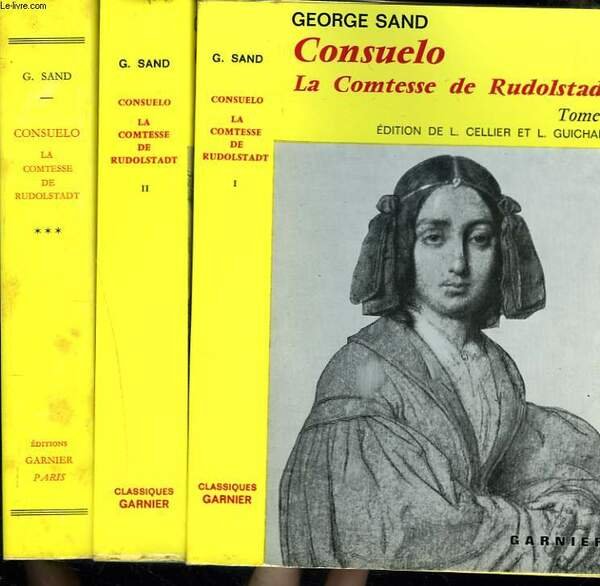 Le-livre.com
G. SAND
CONSUELO
LA
COMTESSE
DE
RUDOLSTADT
***
ÉDITIONS
GARNIER
PARIS
G. SAND
CONSUELO
LA
COMTESSE
DE
RUDOLSTADT
II
CLASSIQUES
GARNIER
G. SAND
CONSUELO
LA
COMTESSE
DE
RUDOLSTADT
I
CLASSIQUES
GARNIER
GEORGE SAND
Consuelo
La Comtesse de Rudolstad
Tome
ÉDITION DE L. CELLIER ET L. GUICHAR
GARNIER